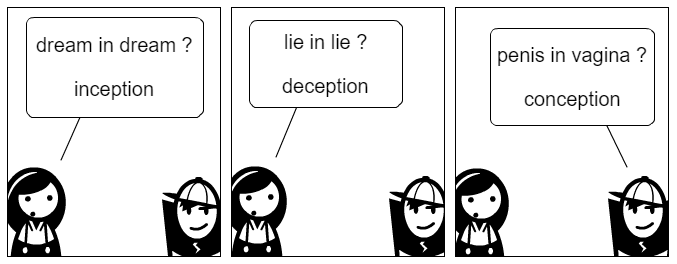 dream in dream ?
inception
lie in lie ?
deception
penis in vagina ?
conception